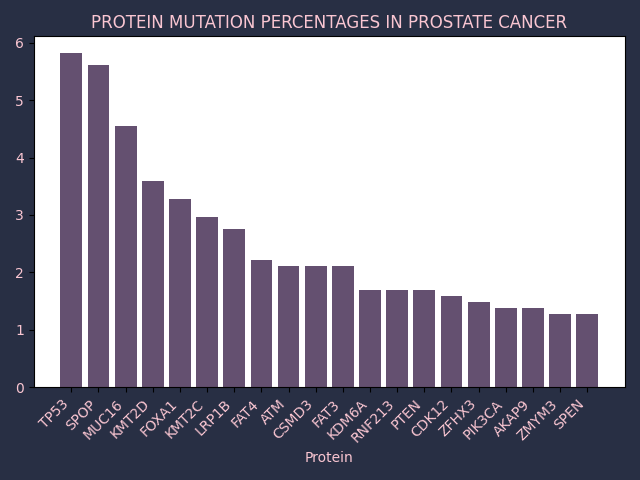 PROTEIN MUTATION PERCENTAGES IN PROSTATE CANCER
6
5
4
3
2
1
0
TP53
SPOP
MUC16
KMT2D
FOXA1
KMT2C
LRP1B
FAT4
ATM
CSMD3
FAT3
KDM6A
RNF213
PTEN
CDK12
ZFHX3
PIK3CA
AKAP9
ZMYM3
SPEN
Protein